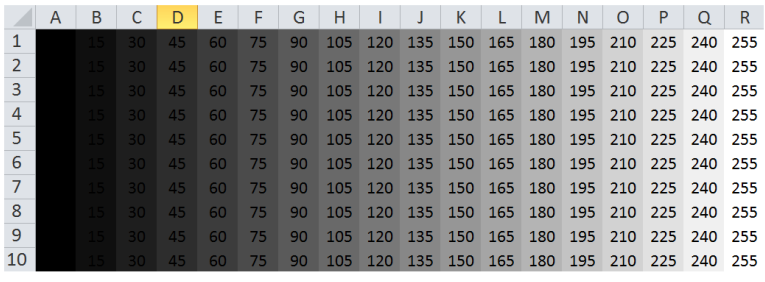 A B C D E F G H I J K L M N O P Q R
1 15 30 45 60 75 90 105 120 135 150 165 180 195 210 225 240 255
2 15 30 45 60 75 90 105 120 135 150 165 180 195 210 225 240 255
3 15 30 45 60 75 90 105 120 135 150 165 180 195 210 225 240 255
4 15 30 45 60 75 90 105 120 135 150 165 180 195 210 225 240 255
5 15 30 45 60 75 90 105 120 135 150 165 180 195 210 225 240 255
6 15 30 45 60 75 90 105 120 135 150 165 180 195 210 225 240 255
7 15 30 45 60 75 90 105 120 135 150 165 180 195 210 225 240 255
8 15 30 45 60 75 90 105 120 135 150 165 180 195 210 225 240 255
9 15 30 45 60 75 90 105 120 135 150 165 180 195 210 225 240 255
10 15 30 45 60 75 90 105 120 135 150 165 180 195 210 225 240 255